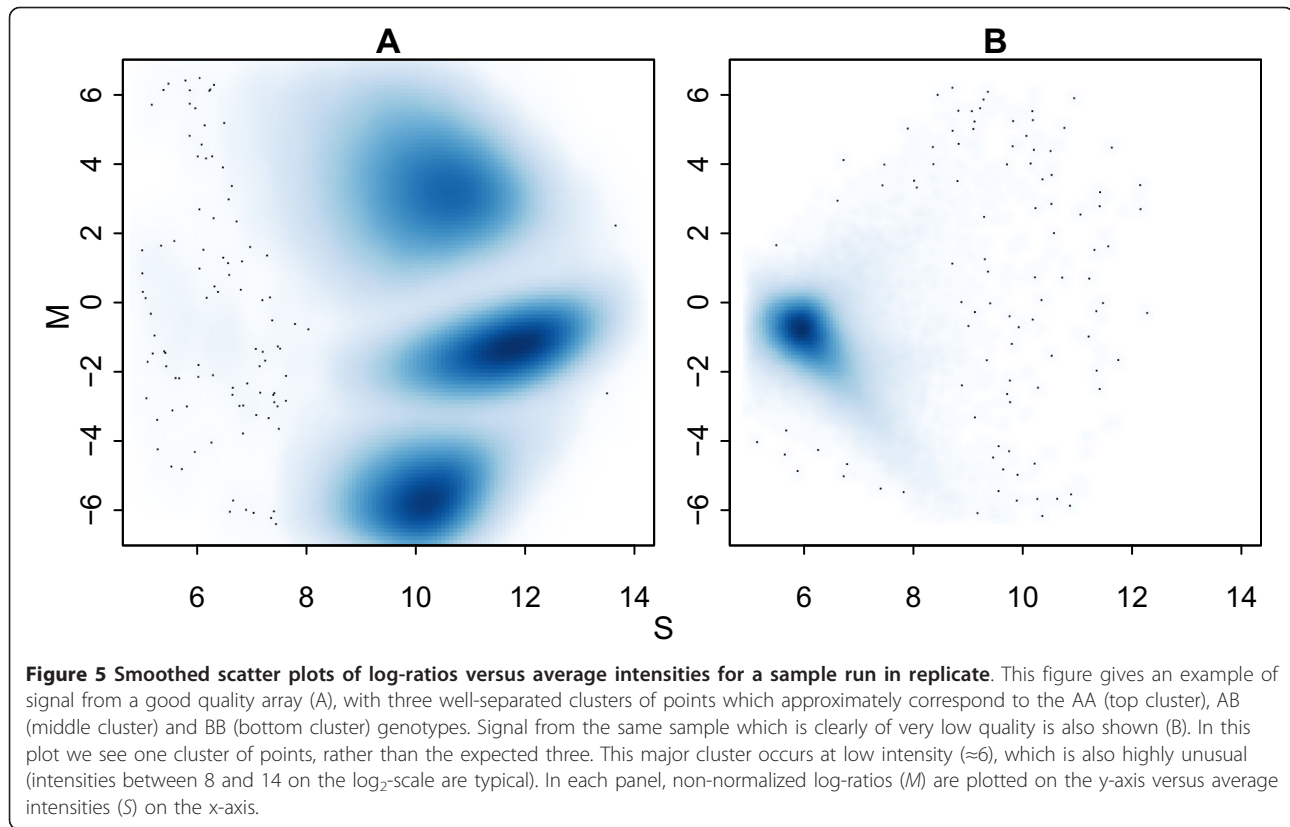 A
B
6
4
2
0
−2
−4
−6
M
6
4
2
0
−2
−4
−6
6 8 10 12 14
6 8 10 12 14
S
Figure 5 Smoothed scatter plots of log-ratios versus average intensities for a sample run in replicate. This figure gives an example of
signal from a good quality array (A), with three well-separated clusters of points which approximately correspond to the AA (top cluster), AB
(middle cluster) and BB (bottom cluster) genotypes. Signal from the same sample which is clearly of very low quality is also shown (B). In this
plot we see one cluster of points, rather than the expected three. This major cluster occurs at low intensity (≈6), which is also highly unusual
(intensities between 8 and 14 on the log₂-scale are typical). In each panel, non-normalized log-ratios (M) are plotted on the y-axis versus average
intensities (S) on the x-axis.